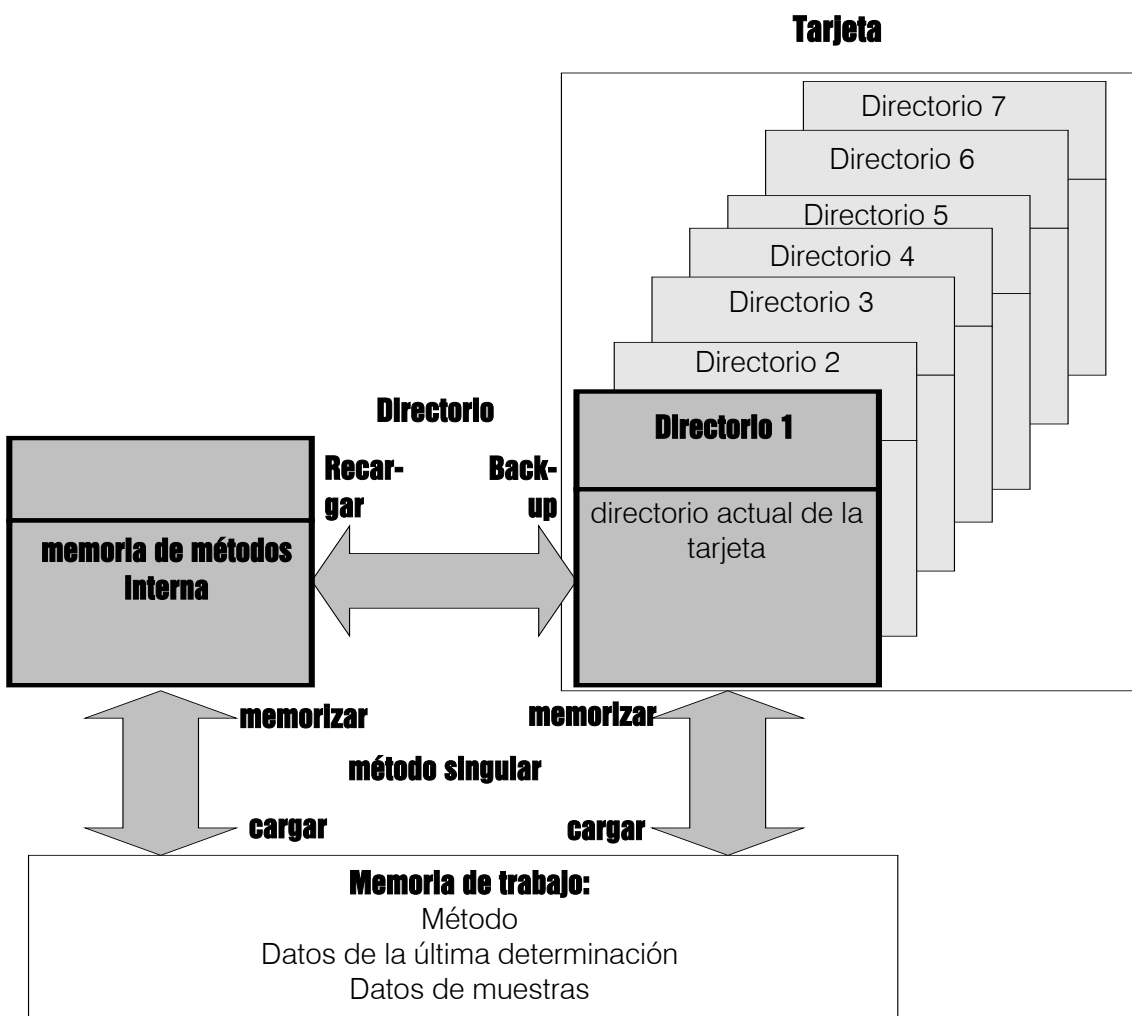 Tarjeta
Directorio 7
Directorio 6
Directorio 5
Directorio 4
Directorio 3
Directorio 2
Directorio
Directorio 1
Recar-
gar
Back-
up
directorio actual de la
tarjeta
memoria de métodos
Interna
memorizar
memorizar
método singular
cargar
cargar
Memoria de trabajo:
Método
Datos de la última determinación
Datos de muestras